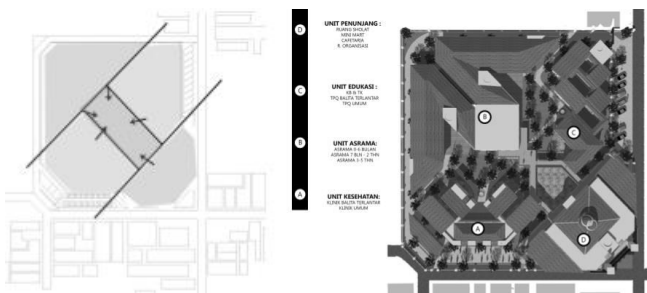 D
UNIT PENUNJANG :
RUANG SHOLAT
MINI MART
CAFETARIA
R. ORGANISASI
C
UNIT EDUKASI :
KB & TK
TPQ BALITA TERLANTAR
TPQ UMUM
B
UNIT ASRAMA:
ASRAMA 0-6 BULAN
ASRAMA 7 BLN - 2 THN
ASRAMA 3-5 THN
A
UNIT KESEHATAN:
KLINIK BALITA TERLANTAR
KLINIK UMUM
B
C
A
D